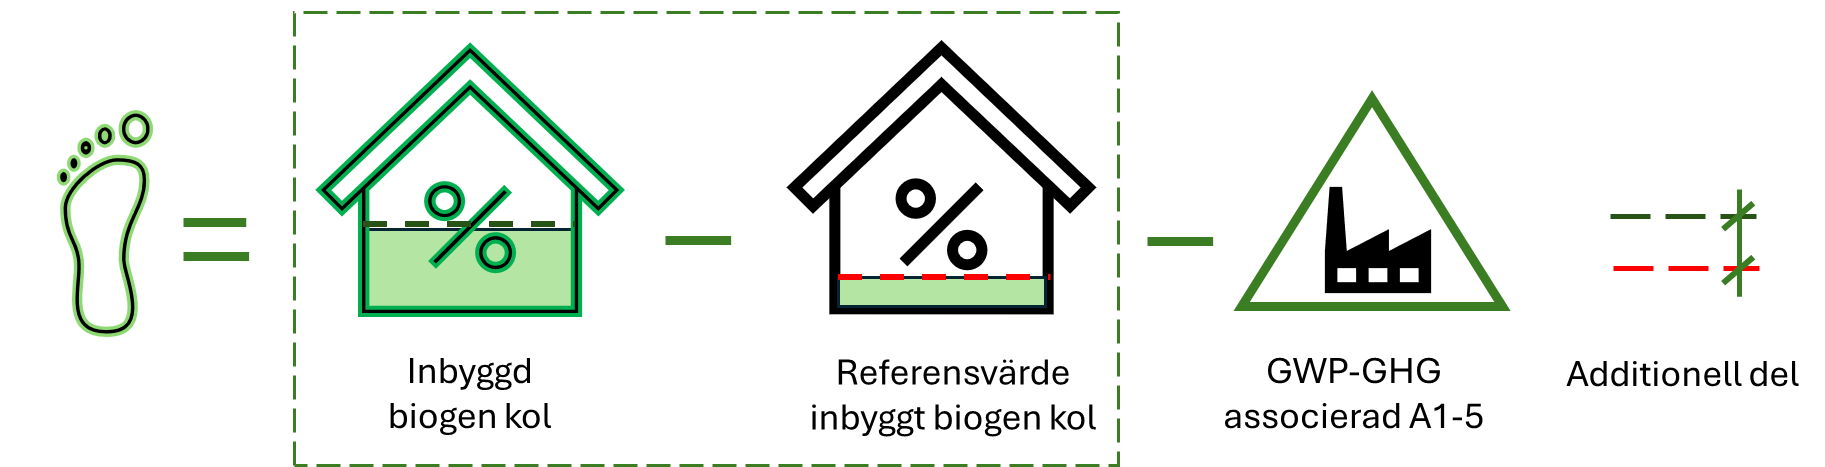 %
%
Inbyggd
biogen kol
Referensvärde
inbyggt biogen kol
GWP-GHG
associerad A1-5
Additionell del